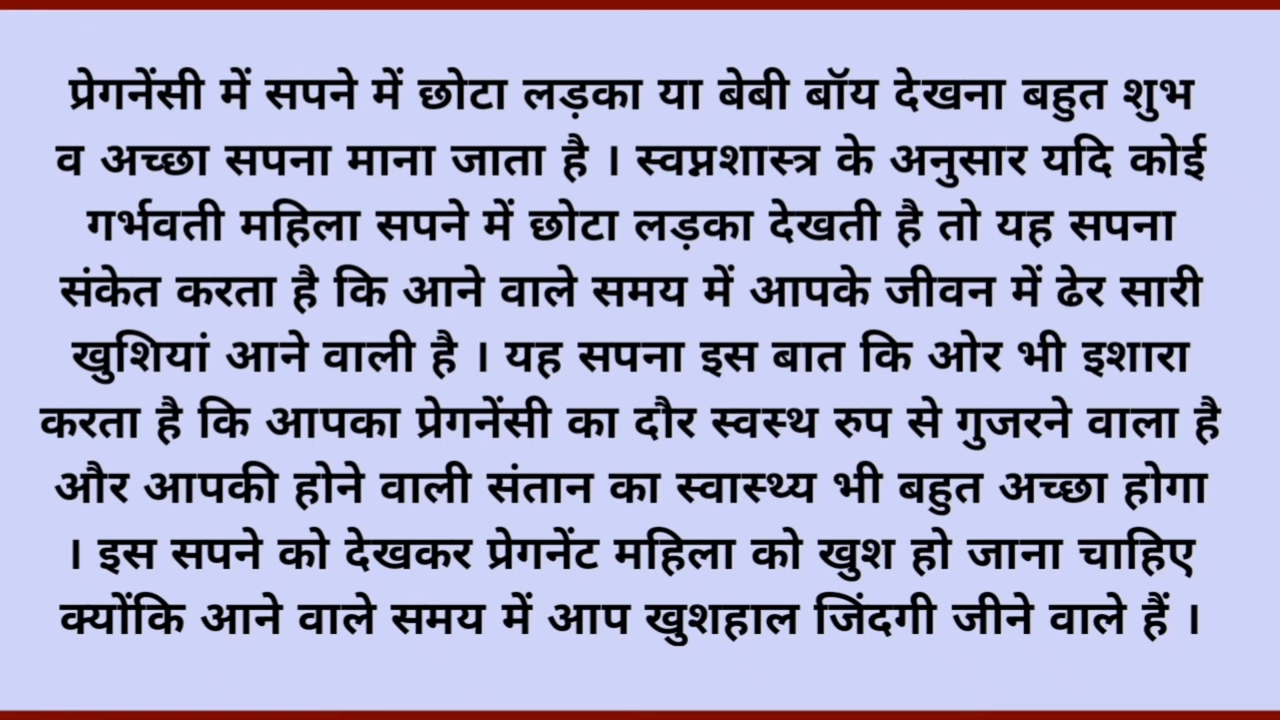 प्रेगनेंसी में सपने में छोटा लड़का या बेबी बॉय देखना बहुत शुभ
व अच्छा सपना माना जाता है । स्वप्नशास्त्र के अनुसार यदि कोई
गर्भवती महिला सपने में छोटा लड़का देखती है तो यह सपना
संकेत करता है कि आने वाले समय में आपके जीवन में ढेर सारी
खुशियां आने वाली है । यह सपना इस बात कि ओर भी इशारा
करता है कि आपका प्रेगनेंसी का दौर स्वस्थ रुप से गुजरने वाला है
और आपकी होने वाली संतान का स्वास्थ्य भी बहुत अच्छा होगा
। इस सपने को देखकर प्रेगनेंट महिला को खुश हो जाना चाहिए
क्योंकि आने वाले समय में आप खुशहाल जिंदगी जीने वाले हैं ।